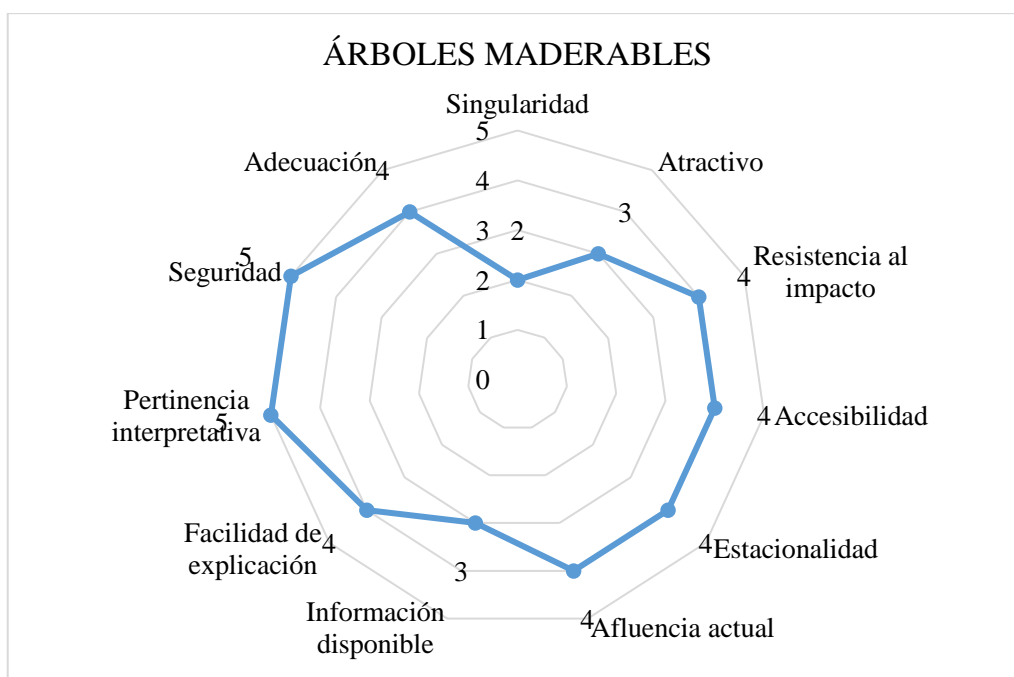 ÁRBOLES MADERABLES
Singularidad
5
Adecuación
4
Atractivo
4
3
3
2
Seguridad
5
Resistencia al
impacto
4
2
1
0
Pertinencia
interpretativa
5
4
Accesibilidad
Facilidad de
explicación
4
4
Estacionalidad
3
Información
disponible
4
Afluencia actual